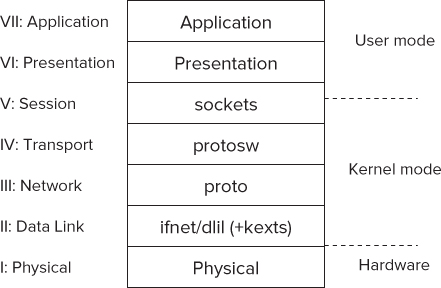 VII: Application
Application
User mode
VI: Presentation
Presentation
V: Session
sockets
IV: Transport
protosw
Kernel mode
III: Network
proto
II: Data Link
ifnet/dlil (+kexts)
I: Physical
Physical
Hardware